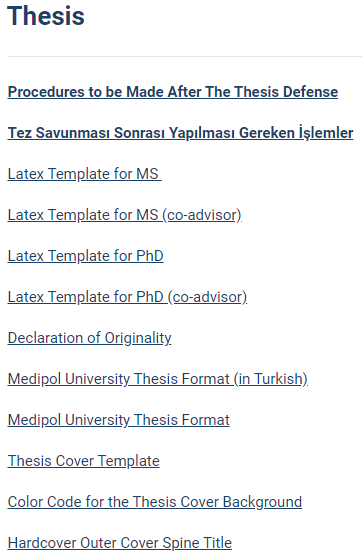 Thesis
Procedures to be Made After The Thesis Defense
Tez Savunması Sonrası Yapılması Gereken İşlemler
Latex Template for MS
Latex Template for MS (co-advisor)
Latex Template for PhD
Latex Template for PhD (co-advisor)
Declaration of Originality
Medipol University Thesis Format (in Turkish)
Medipol University Thesis Format
Thesis Cover Template
Color Code for the Thesis Cover Background
Hardcover Outer Cover Spine Title